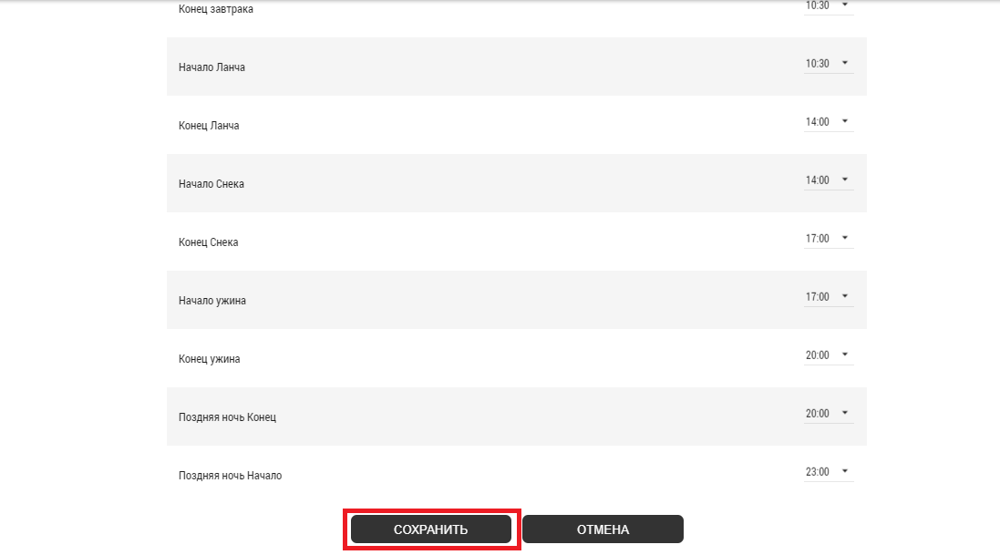 Конец завтрака 10:30
Начало Ланча 10:30
Конец Ланча 14:00
Начало Снека 14:00
Конец Снека 17:00
Начало ужина 17:00
Конец ужина 20:00
Поздняя ночь Конец 20:00
Поздняя ночь Начало 23:00
СОХРАНИТЬ ОТМЕНА